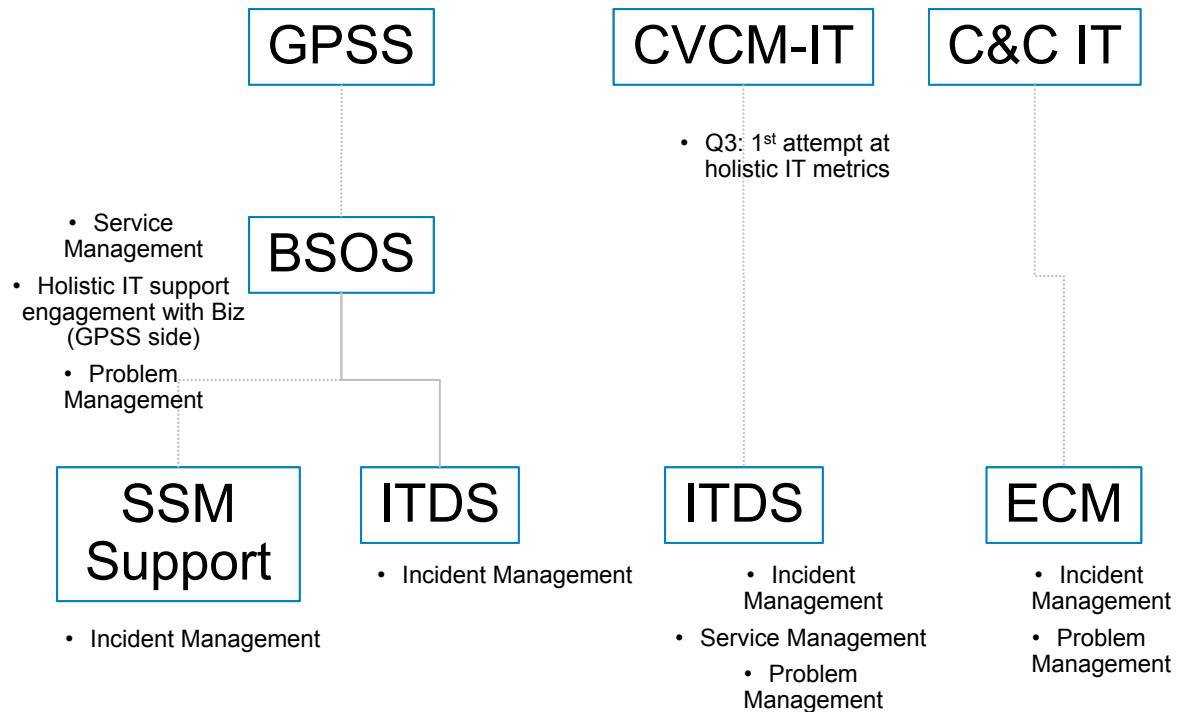 GPSS
CVCM-IT
C&C IT
• Q3: 1st attempt at
holistic IT metrics
• Service
Management
• Holistic IT support
engagement with Biz
(GPSS side)
• Problem
Management
BSOS
SSM
Support
• Incident Management
ITDS
• Incident Management
ITDS
• Incident
Management
• Service Management
• Problem
Management
ECM
• Incident
Management
• Problem
Management